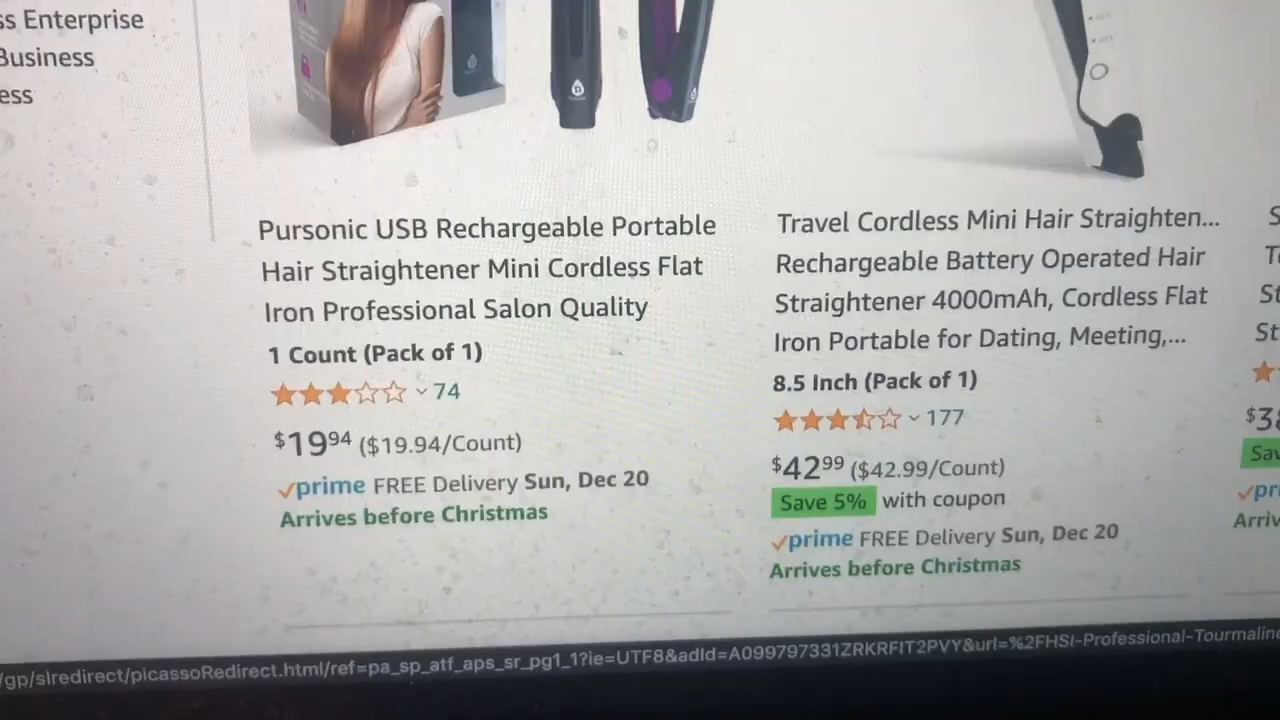 Enterprise
Business
ess
Pursonic USB Rechargeable Portable
Hair Straightener Mini Cordless Flat
Iron Professional Salon Quality
1 Count (Pack of 1)
74
$19.94 ($19.94/Count)
prime FREE Delivery Sun, Dec 20
Arrives before Christmas
Travel Cordless Mini Hair Straighten...
Rechargeable Battery Operated Hair
Straightener 4000mAh, Cordless Flat
Iron Portable for Dating, Meeting,...
8.5 Inch (Pack of 1)
177
$42.99 ($42.99/Count)
Save 5% with coupon
prime FREE Delivery Sun, Dec 20
Arrives before Christmas
/gp/slredirect/picassoRedirect.html/ref=pa_sp_atf_aps_sr_pg1_1?ie=UTF8&adId=A099797331ZRKRFIT2PVY&url=%2FHSI-Professional-Tourmaline